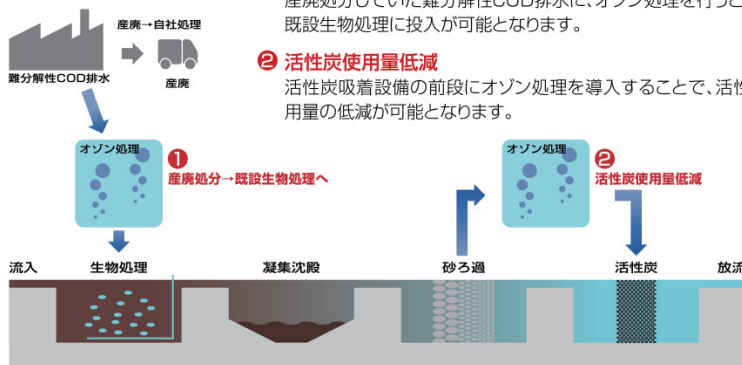 産廃処分していた難分解性COD排水に、オゾン処理を行うと
既設生物処理に投入が可能となります。
産廃→自社処理
難分解性COD排水
産廃
❷ 活性炭使用量低減
活性炭吸着設備の前段にオゾン処理を導入することで、活性
用量の低減が可能となります。
オゾン処理
❶
産廃処分→既設生物処理へ
オゾン処理
❷
活性炭使用量低減
流入
生物処理
凝集沈殿
砂ろ過
活性炭
放流